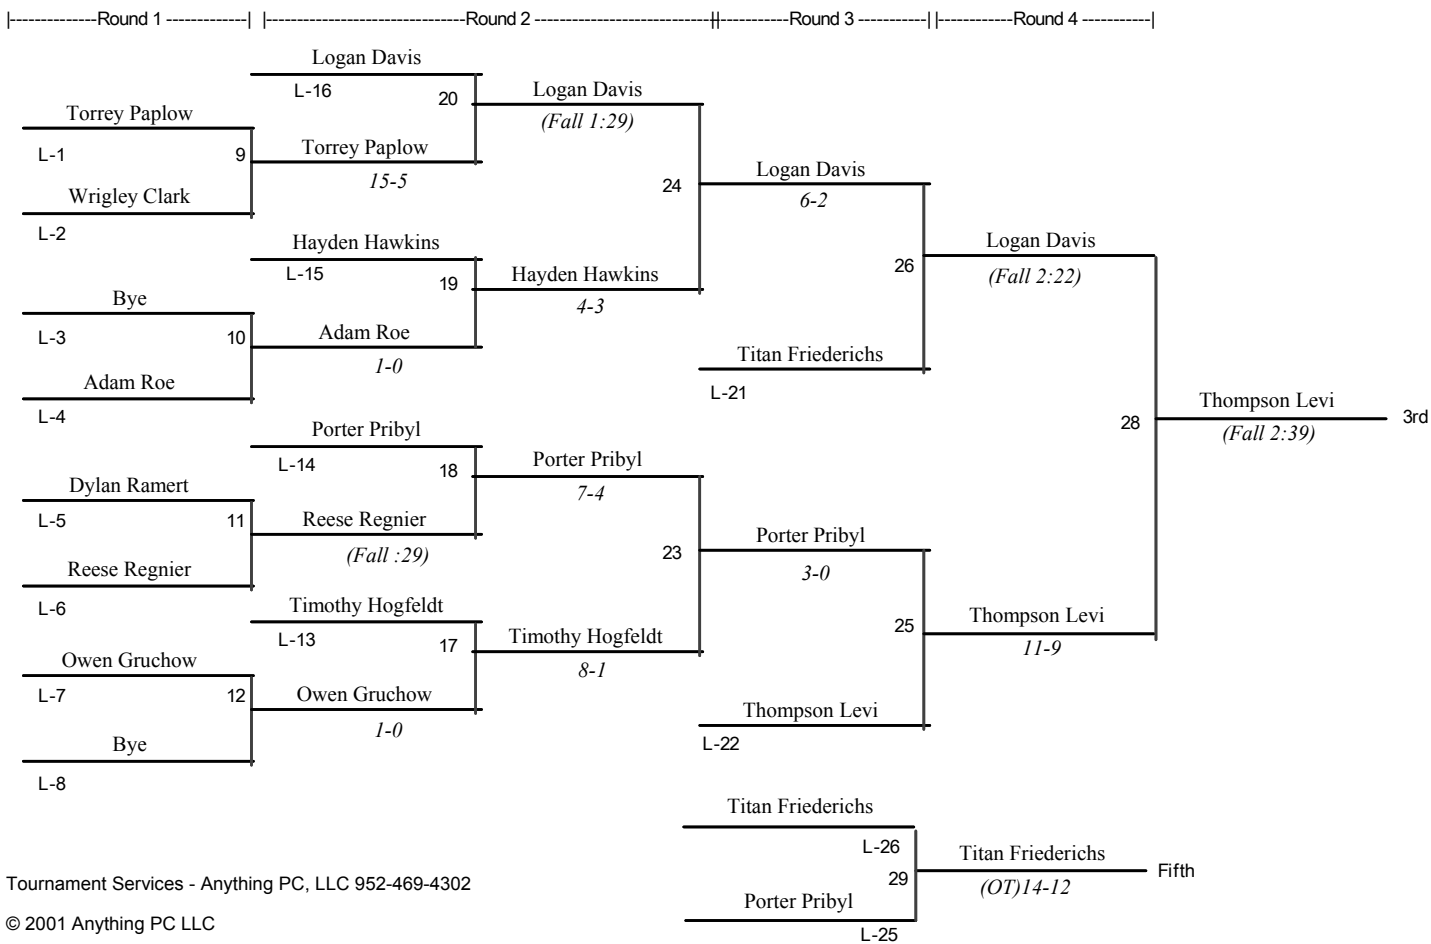 |--------------Round 1 --------------| |----------------------------Round 2 -------------------------||-----------Round 3 -----------| |------------Round 4 -----------|
Logan Davis
L-16
20
Logan Davis
(Fall 1:29)
Torrey Paplow
L-1
9
Torrey Paplow
15-5
Wrigley Clark
L-2
24
Logan Davis
6-2
Hayden Hawkins
L-15
19
Hayden Hawkins
4-3
Bye
L-3
10
Adam Roe
1-0
Adam Roe
L-4
26
Logan Davis
(Fall 2:22)
Titan Friederichs
L-21
28
Thompson Levi
(Fall 2:39)
3rd
Porter Pribyl
L-14
18
Porter Pribyl
7-4
Dylan Ramert
L-5
11
Reese Regnier
(Fall :29)
Reese Regnier
L-6
23
Porter Pribyl
3-0
Timothy Hogfeldt
L-13
17
Timothy Hogfeldt
8-1
Owen Gruchow
L-7
12
Owen Gruchow
1-0
Bye
L-8
25
Thompson Levi
11-9
Thompson Levi
L-22
Titan Friederichs
L-26
29
Titan Friederichs
(OT)14-12
Fifth
Porter Pribyl
L-25
Tournament Services - Anything PC, LLC 952-469-4302
© 2001 Anything PC LLC